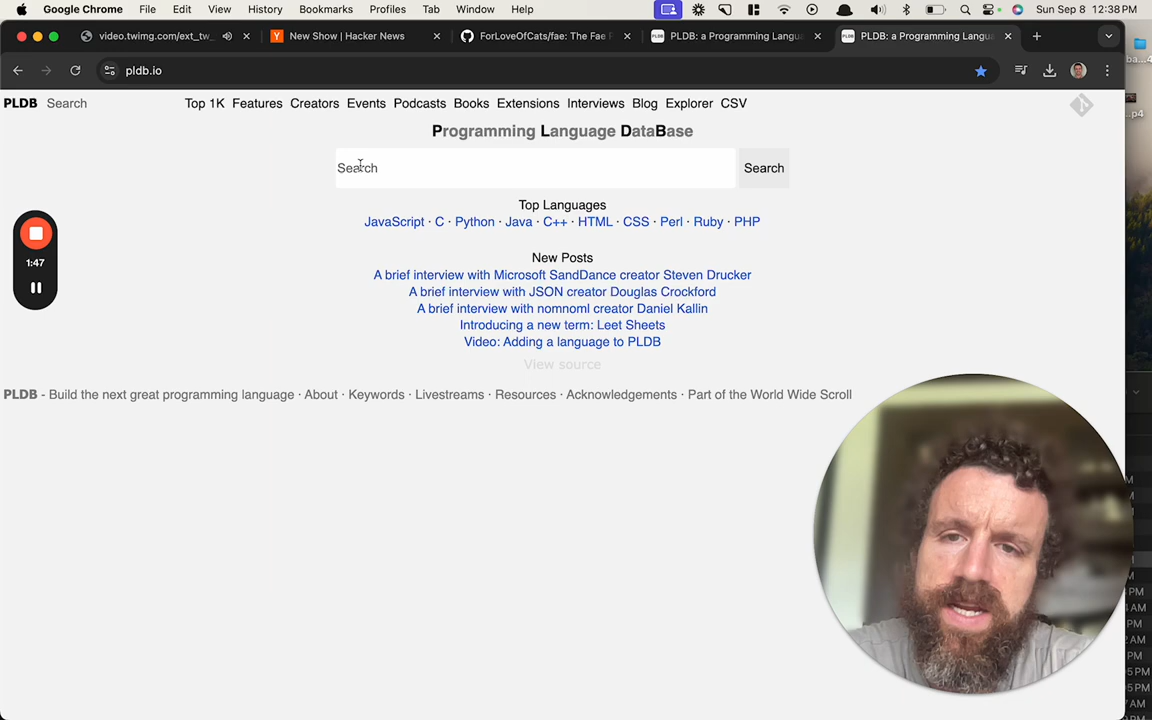 Google Chrome File Edit View History Bookmarks Profiles Tab Window Help Sun Sep 8 12:38 PM
video.twimg.com/ext_tw_ New Show | Hacker News ForLoveOfCats/fae: The Fae PLDB: a Programming Langua PLDB: a Programming Langua
pldb.io
PLDB Search Top 1K Features Creators Events Podcasts Books Extensions Interviews Blog Explorer CSV
Programming Language DataBase
Search Search
Top Languages
JavaScript · C · Python · Java · C++ · HTML · CSS · Perl · Ruby · PHP
1:47
New Posts
A brief interview with Microsoft SandDance creator Steven Drucker
A brief interview with JSON creator Douglas Crockford
A brief interview with nomnoml creator Daniel Kallin
Introducing a new term: Leet Sheets
Video: Adding a language to PLDB
View source
PLDB - Build the next great programming language · About · Keywords · Livestreams · Resources · Acknowledgements · Part of the World Wide Scroll